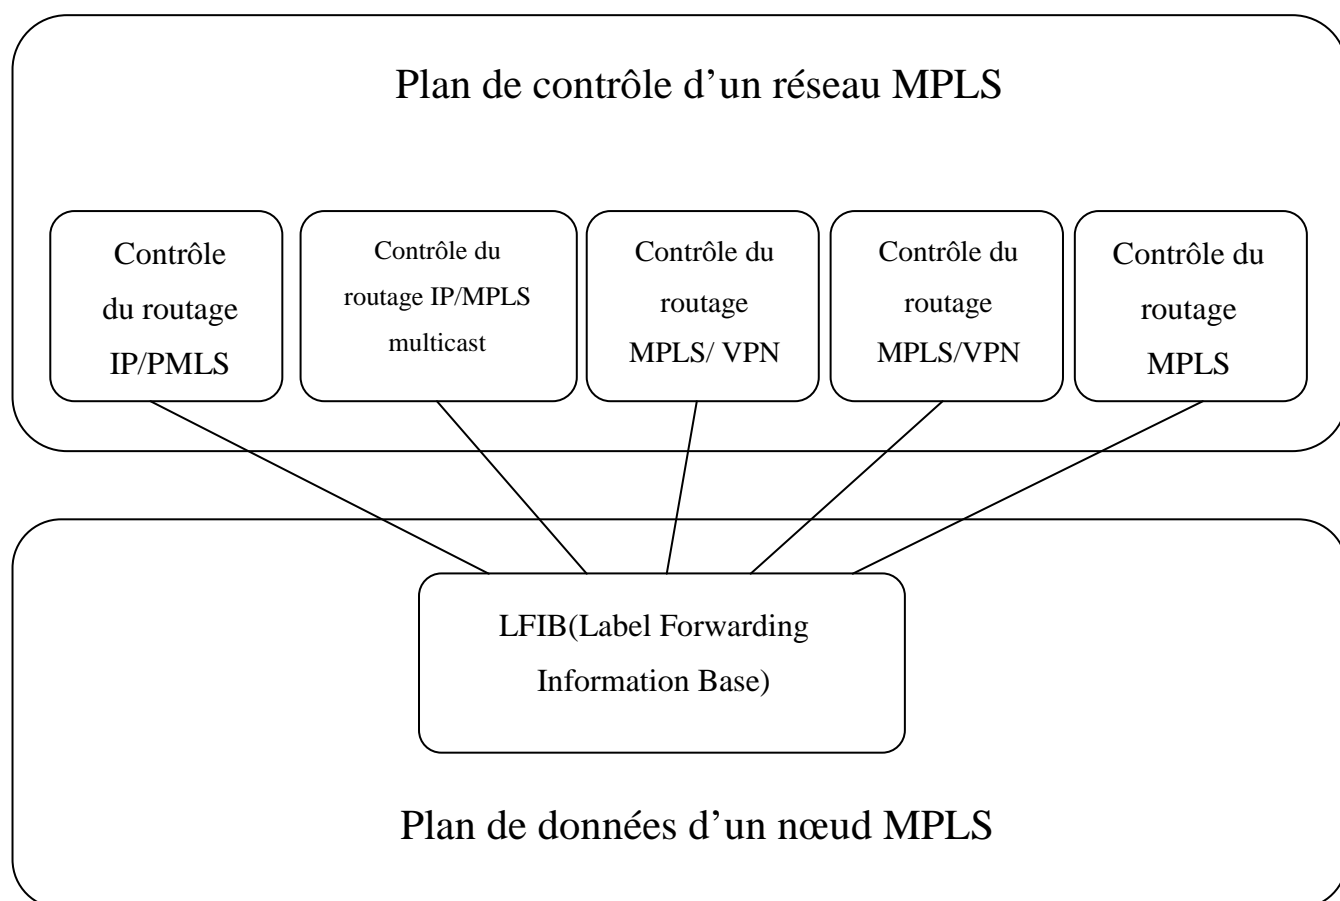 Plan de contrôle d’un réseau MPLS
Contrôle
du routage
IP/PMLS
Contrôle du
routage IP/MPLS
multicast
Contrôle du
routage
MPLS/ VPN
Contrôle du
routage
MPLS/VPN
Contrôle du
routage
MPLS
LFIB(Label Forwarding
Information Base)
Plan de données d’un nœud MPLS